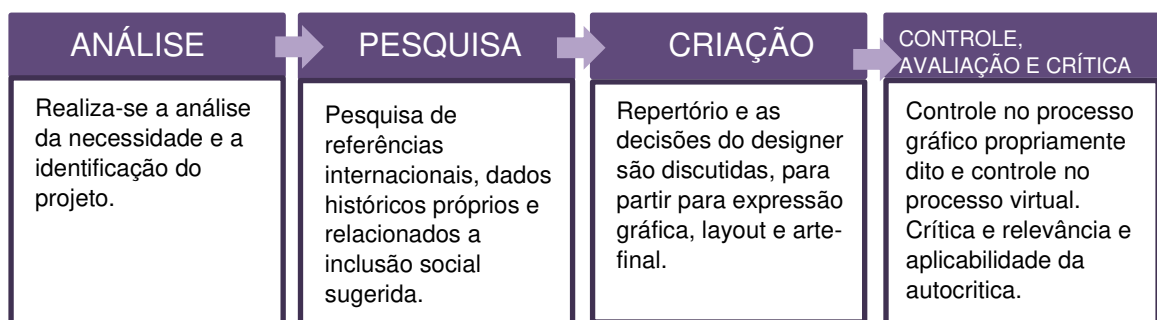 ANÁLISE
Realiza-se a análise
da necessidade e a
identificação do
projeto.
PESQUISA
Pesquisa de
referências
internacionais, dados
históricos próprios e
relacionados a
inclusão social
sugerida.
CRIAÇÃO
Repertório e as
decisões do designer
são discutidas, para
partir para expressão
gráfica, layout e arte-
final.
CONTROLE,
AVALIAÇÃO E CRÍTICA
Controle no processo
gráfico propriamente
dito e controle no
processo virtual.
Crítica e relevância e
aplicabilidade da
autocritica.